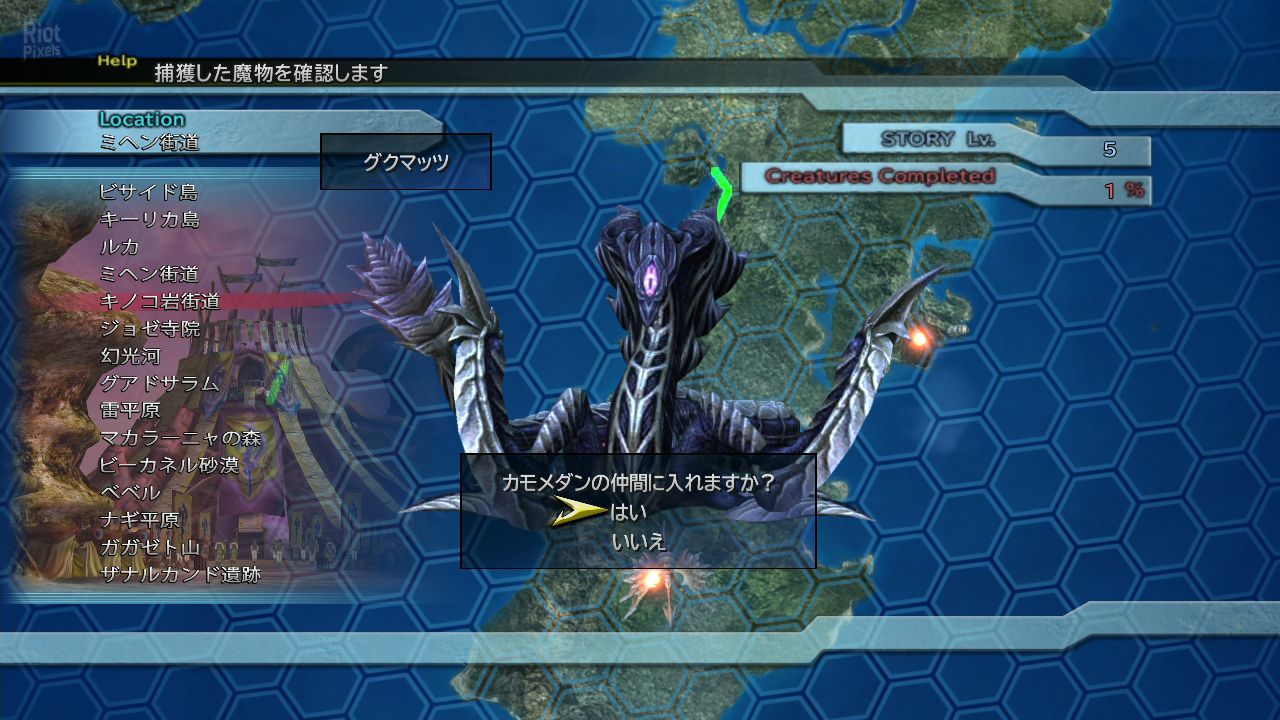 Riot
Pixels
Help
捕獲した魔物を確認します
Location
ミヘン街道
グクマッツ
STORY Lv.
5
Creatures Completed
1 %
ビサイド島
キーリカ島
ルカ
ミヘン街道
キノコ岩街道
ジョゼ寺院
幻光河
グアドサラム
雷平原
マカラーニャの森
ビーカネル砂漠
ベベル
ナギ平原
ガガゼト山
ザナルカンド遺跡
カモメダンの仲間に入れますか?
はい
いいえ